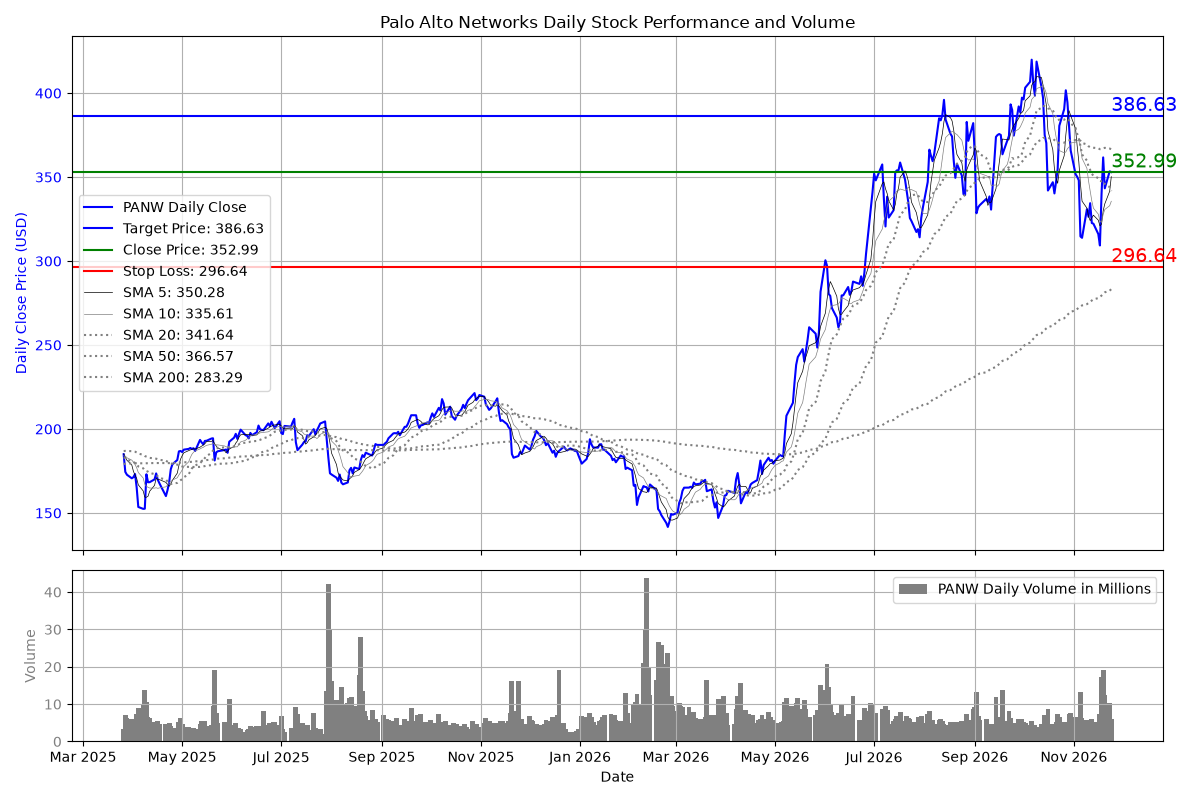 Palo Alto Networks Daily Stock Performance and Volume
Daily Close Price (USD)
400
350
300
250
200
150
386.63
352.99
296.64
PANW Daily Close
Target Price: 386.63
Close Price: 352.99
Stop Loss: 296.64
SMA 5: 350.28
SMA 10: 335.61
SMA 20: 341.64
SMA 50: 366.57
SMA 200: 283.29
Volume
40
30
20
10
0
PANW Daily Volume in Millions
Mar 2025 May 2025 Jul 2025 Sep 2025 Nov 2025 Jan 2026 Mar 2026 May 2026 Jul 2026 Sep 2026 Nov 2026
Date